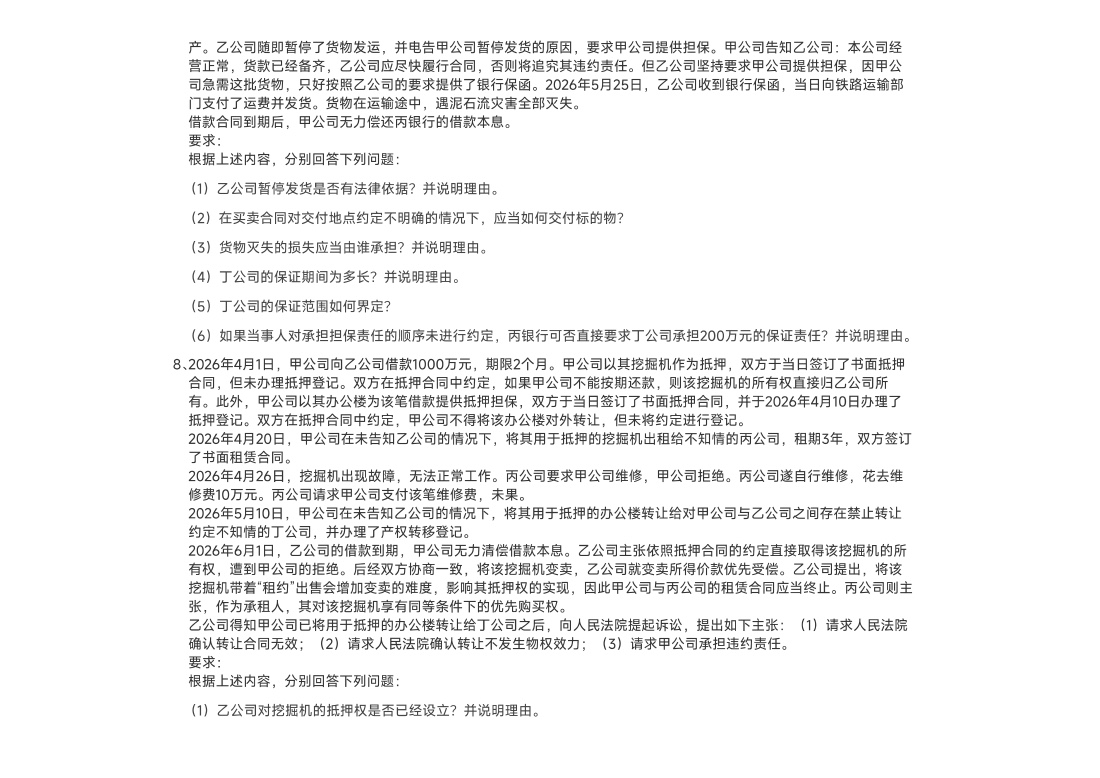 产。乙公司随即暂停了货物发运，并电告甲公司暂停发货的原因，要求甲公司提供担保。甲公司告知乙公司：本公司经
营正常，货款已经备齐，乙公司应尽快履行合同，否则将追究其违约责任。但乙公司坚持要求甲公司提供担保，因甲公
司急需这批货物，只好按照乙公司的要求提供了银行保函。2026年5月25日，乙公司收到银行保函，当日向铁路运输部
门支付了运费并发货。货物在运输途中，遇泥石流灾害全部灭失。
借款合同到期后，甲公司无力偿还丙银行的借款本息。
要求：
根据上述内容，分别回答下列问题：
（1）乙公司暂停发货是否有法律依据？并说明理由。
（2）在买卖合同对交付地点约定不明确的情况下，应当如何交付标的物？
（3）货物灭失的损失应当由谁承担？并说明理由。
（4）丁公司的保证期间为多长？并说明理由。
（5）丁公司的保证范围如何界定？
（6）如果当事人对承担担保责任的顺序未进行约定，丙银行可否直接要求丁公司承担200万元的保证责任？并说明理由。
8、2026年4月1日，甲公司向乙公司借款1000万元，期限2个月。甲公司以其挖掘机作为抵押，双方于当日签订了书面抵押
合同，但未办理抵押登记。双方在抵押合同中约定，如果甲公司不能按期还款，则该挖掘机的所有权直接归乙公司所
有。此外，甲公司以其办公楼为该笔借款提供抵押担保，双方于当日签订了书面抵押合同，并于2026年4月10日办理了
抵押登记。双方在抵押合同中约定，甲公司不得将该办公楼对外转让，但未将约定进行登记。
2026年4月20日，甲公司在未告知乙公司的情况下，将其用于抵押的挖掘机出租给不知情的丙公司，租期3年，双方签订
了书面租赁合同。
2026年4月26日，挖掘机出现故障，无法正常工作。丙公司要求甲公司维修，甲公司拒绝。丙公司遂自行维修，花去维
修费10万元。丙公司请求甲公司支付该笔维修费，未果。
2026年5月10日，甲公司在未告知乙公司的情况下，将其用于抵押的办公楼转让给对甲公司与乙公司之间存在禁止转让
约定不知情的丁公司，并办理了产权转移登记。
2026年6月1日，乙公司的借款到期，甲公司无力清偿借款本息。乙公司主张依照抵押合同的约定直接取得该挖掘机的所
有权，遭到甲公司的拒绝。后经双方协商一致，将该挖掘机变卖，乙公司就变卖所得价款优先受偿。乙公司提出，将该
挖掘机带着“租约”出售会增加变卖的难度，影响其抵押权的实现，因此甲公司与丙公司的租赁合同应当终止。丙公司则主
张，作为承租人，其对该挖掘机享有同等条件下的优先购买权。
乙公司得知甲公司已将用于抵押的办公楼转让给丁公司之后，向人民法院提起诉讼，提出如下主张：（1）请求人民法院
确认转让合同无效；（2）请求人民法院确认转让不发生物权效力；（3）请求甲公司承担违约责任。
要求：
根据上述内容，分别回答下列问题：
（1）乙公司对挖掘机的抵押权是否已经设立？并说明理由。